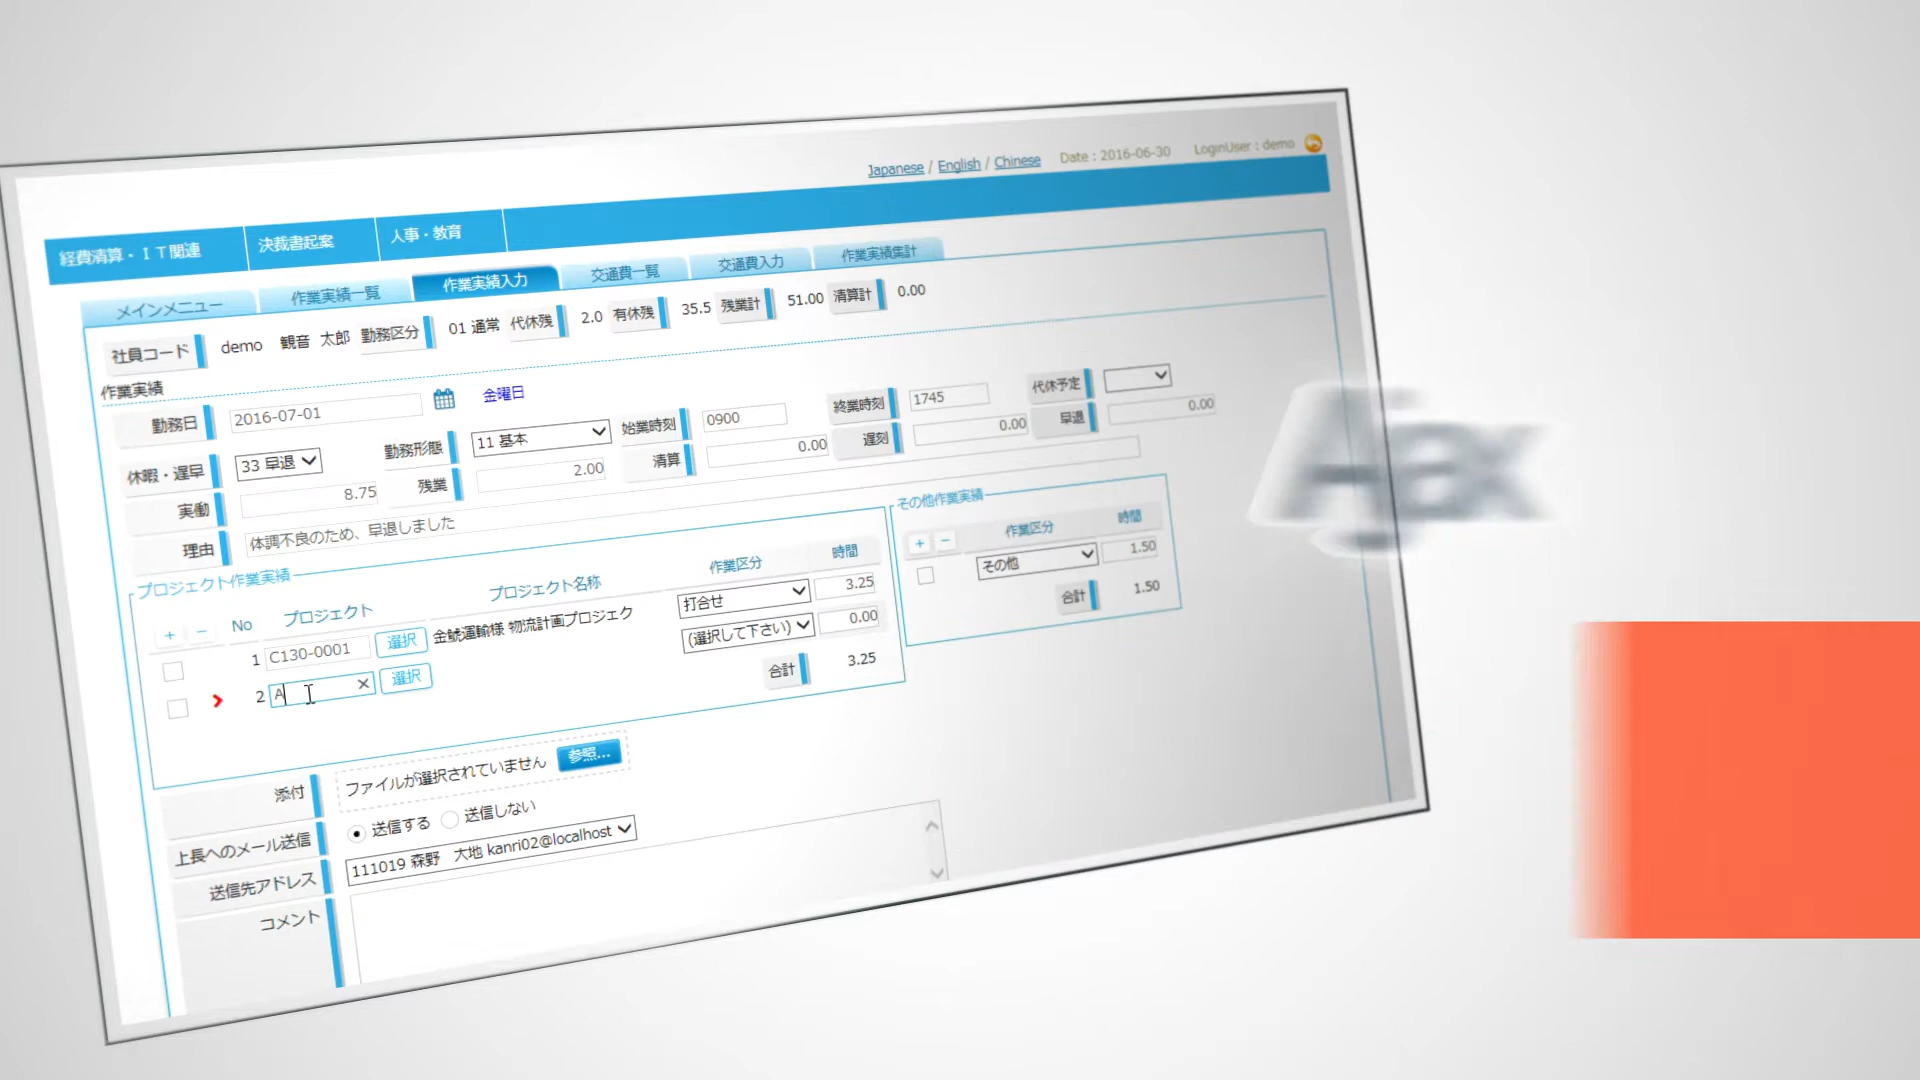 Japanese / English / Chinese Date : 2016-06-30 LoginUser : demo
経費清算・ＩＴ関連 決裁書起案 人事・教育
メインメニュー 作業実績一覧 作業実績入力 交通費一覧 交通費入力 作業実績集計
社員コード demo 観音 太郎 勤務区分 01 通常 代休残 2.0 有休残 35.5 残業計 51.00 清算計 0.00
作業実績
勤務日 2016-07-01 金曜日
休暇・遅早 33 早退 勤務形態 11 基本 始業時刻 0900 終業時刻 1745 代休予定
実働 8.75 残業 2.00 清算 0.00 遅刻 0.00 早退 0.00
理由 体調不良のため、早退しました
プロジェクト作業実績
+ − No プロジェクト プロジェクト名称 作業区分 時間
1 C130-0001 選択 金鯱運輸様 物流計画プロジェク 打合せ 3.25
2 A 選択 (選択して下さい) 0.00
合計 3.25
その他作業実績
+ − 作業区分 時間
その他 1.50
合計 1.50
添付 ファイルが選択されていません 参照...
上長へのメール送信 送信する 送信しない
送信先アドレス 111019 森野 大地 kanri02@localhost
コメント